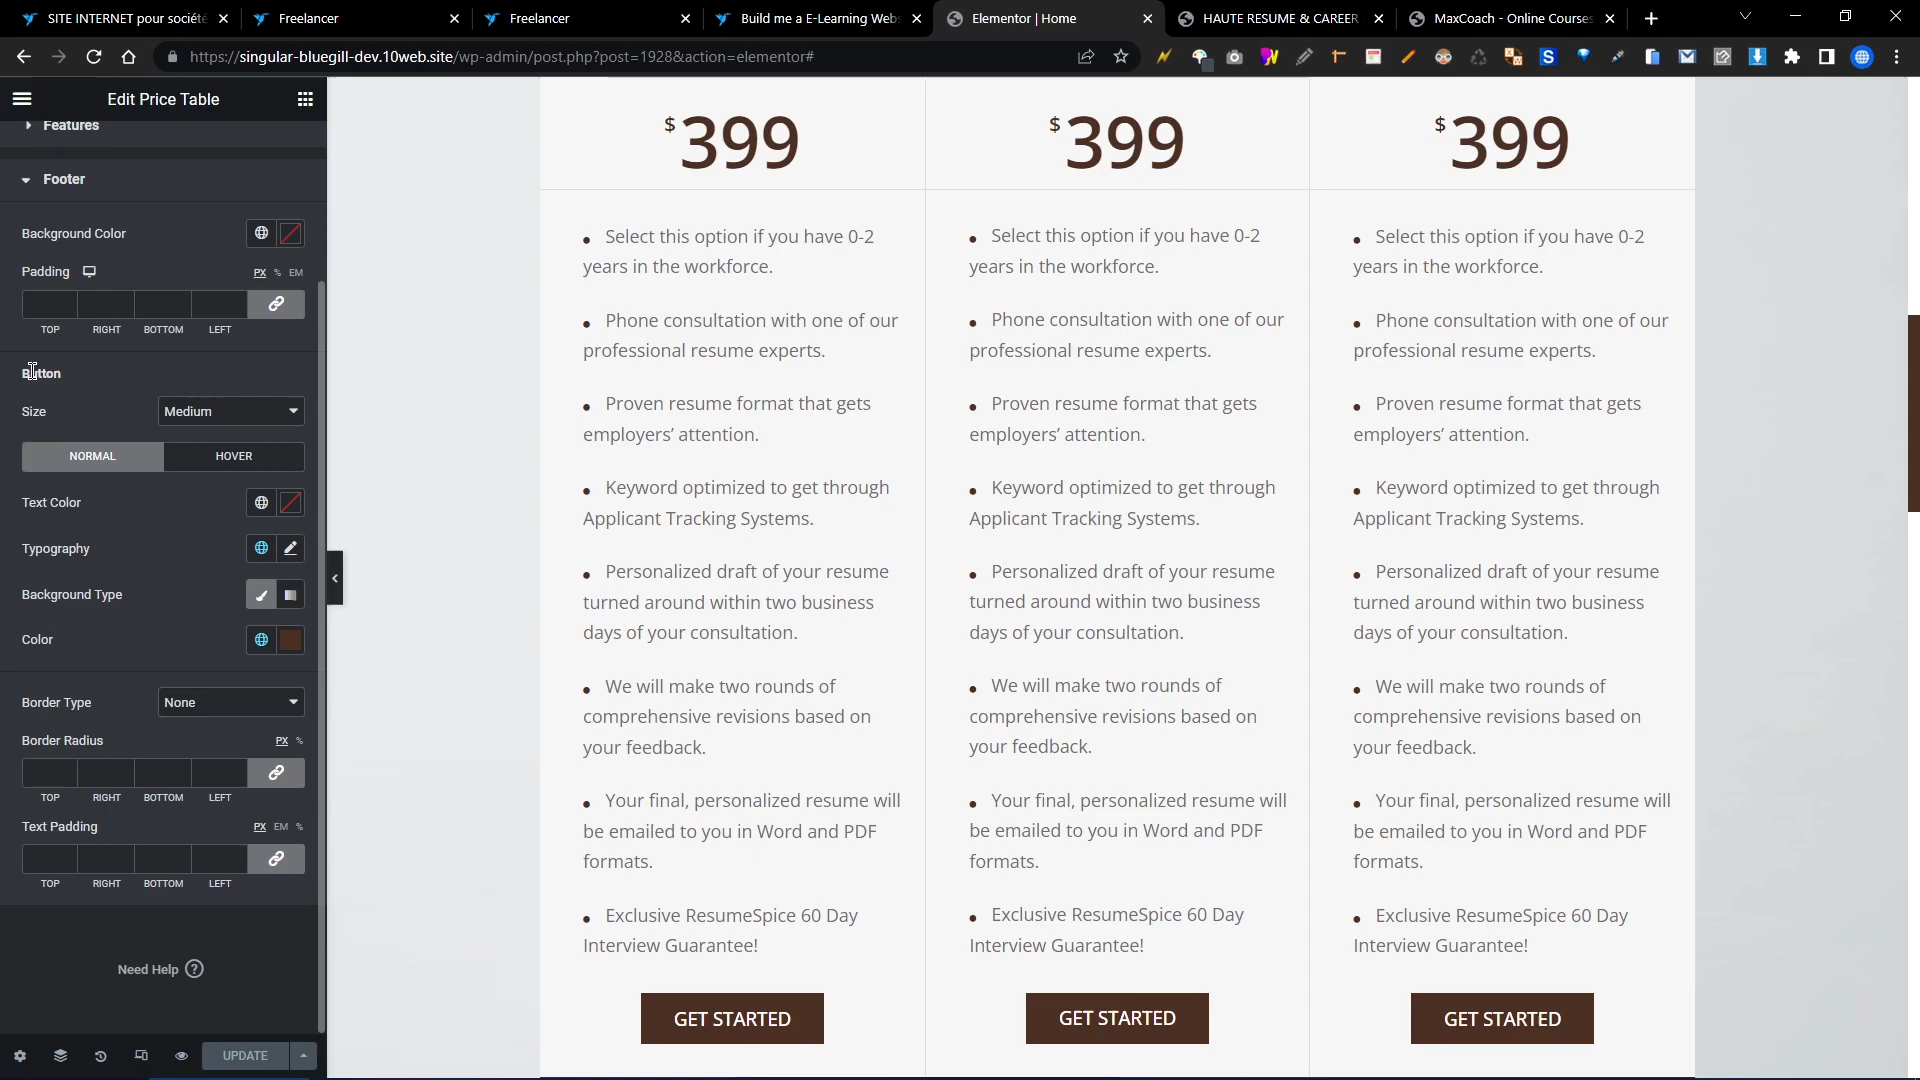 SITE INTERNET pour société
Freelancer
Freelancer
Build me a E-Learning Webs
Elementor | Home
HAUTE RESUME & CAREER
MaxCoach - Online Courses
https://singular-bluegill-dev.10web.site/wp-admin/post.php?post=1928&action=elementor#
Edit Price Table
Features
Footer
Background Color
Padding PX % EM
TOP RIGHT BOTTOM LEFT
Button
Size Medium
NORMAL HOVER
Text Color
Typography
Background Type
Color
Border Type None
Border Radius PX %
TOP RIGHT BOTTOM LEFT
Text Padding PX EM %
TOP RIGHT BOTTOM LEFT
Need Help ?
UPDATE
$399
• Select this option if you have 0-2
years in the workforce.
• Phone consultation with one of our
professional resume experts.
• Proven resume format that gets
employers’ attention.
• Keyword optimized to get through
Applicant Tracking Systems.
• Personalized draft of your resume
turned around within two business
days of your consultation.
• We will make two rounds of
comprehensive revisions based on
your feedback.
• Your final, personalized resume will
be emailed to you in Word and PDF
formats.
• Exclusive ResumeSpice 60 Day
Interview Guarantee!
GET STARTED
$399
• Select this option if you have 0-2
years in the workforce.
• Phone consultation with one of our
professional resume experts.
• Proven resume format that gets
employers’ attention.
• Keyword optimized to get through
Applicant Tracking Systems.
• Personalized draft of your resume
turned around within two business
days of your consultation.
• We will make two rounds of
comprehensive revisions based on
your feedback.
• Your final, personalized resume will
be emailed to you in Word and PDF
formats.
• Exclusive ResumeSpice 60 Day
Interview Guarantee!
GET STARTED
$399
• Select this option if you have 0-2
years in the workforce.
• Phone consultation with one of our
professional resume experts.
• Proven resume format that gets
employers’ attention.
• Keyword optimized to get through
Applicant Tracking Systems.
• Personalized draft of your resume
turned around within two business
days of your consultation.
• We will make two rounds of
comprehensive revisions based on
your feedback.
• Your final, personalized resume will
be emailed to you in Word and PDF
formats.
• Exclusive ResumeSpice 60 Day
Interview Guarantee!
GET STARTED